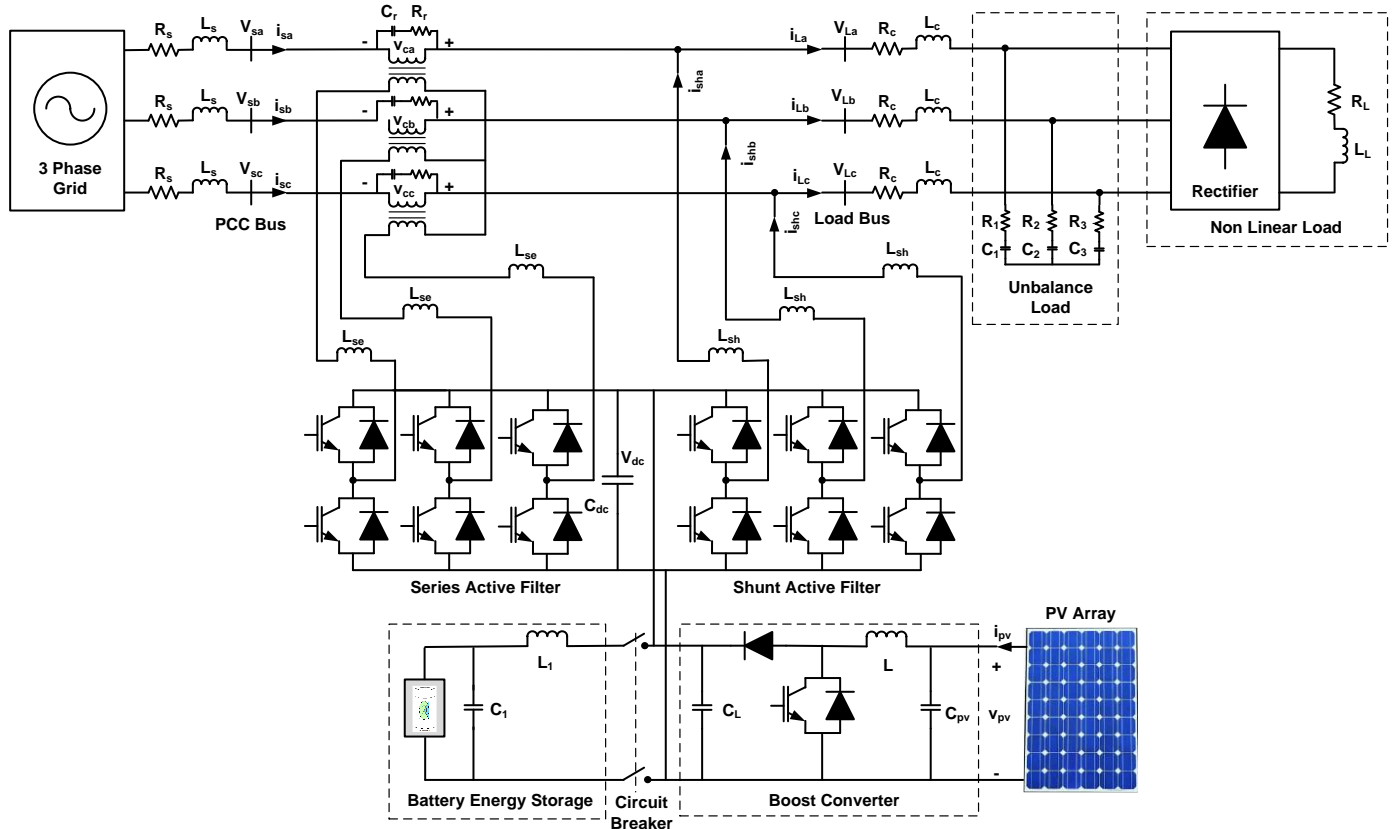 3 Phase
Grid
Rs
Ls
Vsa
isa
Cr
Rr
-
vca
+
isha
iLa
VLa
Rc
Lc
Rs
Ls
Vsb
isb
-
vcb
+
ishb
iLb
VLb
Rc
Lc
Rs
Ls
Vsc
isc
-
vcc
+
ishc
iLc
VLc
Rc
Lc
PCC Bus
Load Bus
R1
R2
R3
C1
C2
C3
Unbalance
Load
Rectifier
RL
LL
Non Linear Load
Lse
Lse
Lse
Lsh
Lsh
Lsh
Vdc
Cdc
Series Active Filter
Shunt Active Filter
L1
C1
Battery Energy Storage
Circuit
Breaker
CL
L
Cpv
Boost Converter
ipv
+
vpv
-
PV Array